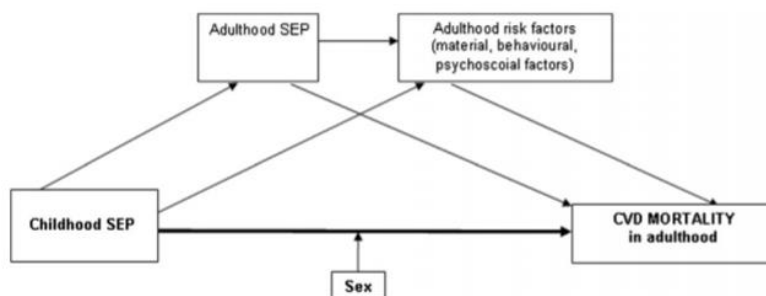 Adulthood SEP
Adulthood risk factors
(material, behavioural,
psychoscoial factors)
Childhood SEP
CVD MORTALITY
in adulthood
Sex